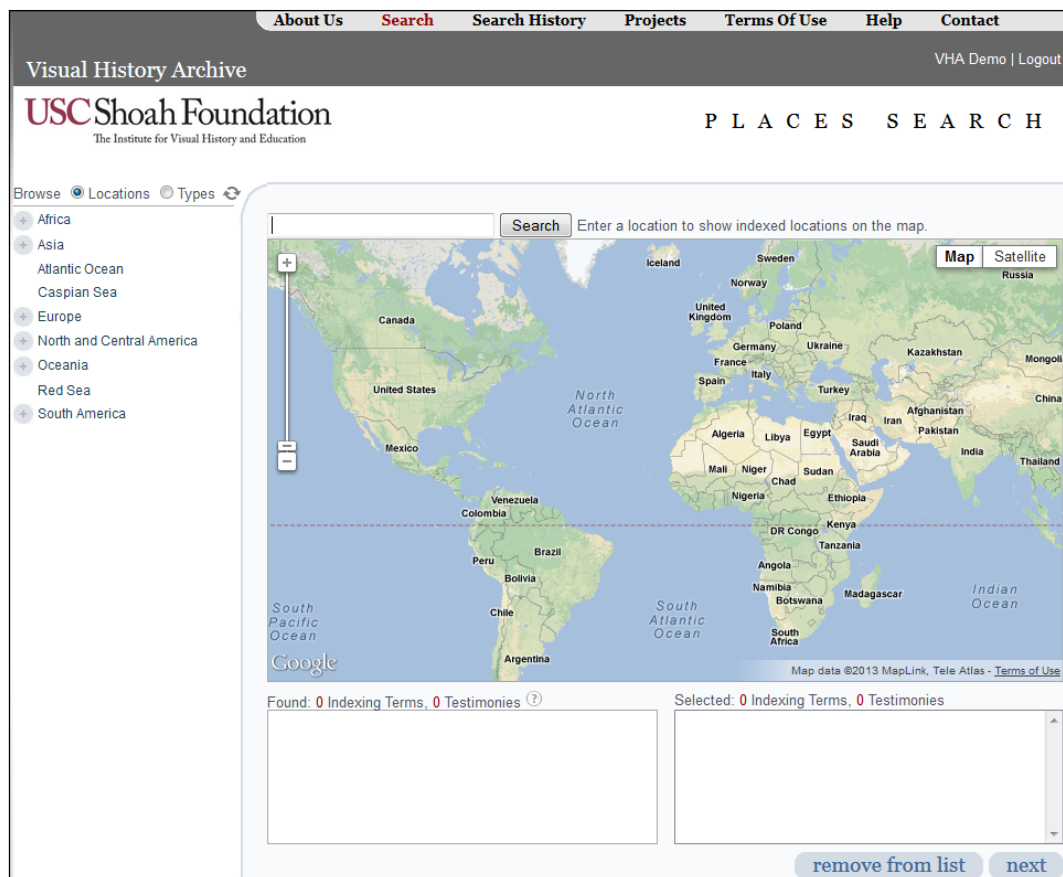 About Us Search Search History Projects Terms Of Use Help Contact
VHA Demo | Logout
Visual History Archive
USC Shoah Foundation
The Institute for Visual History and Education
PLACES SEARCH
Browse Locations Types
Africa
Asia
Atlantic Ocean
Caspian Sea
Europe
North and Central America
Oceania
Red Sea
South America
Search Enter a location to show indexed locations on the map.
Map Satellite
Iceland
Sweden
Russia
Norway
Canada
United
Kingdom
Poland
Germany
Ukraine
Kazakhstan
Mongoli
France
Italy
Spain
Turkey
United States
China
North
Atlantic
Ocean
Afghanistan
Iraq
Iran
Pakistan
Algeria
Libya
Egypt
Saudi
Arabia
Mexico
India
Thailand
Mali
Niger
Sudan
Chad
Nigeria
Ethiopia
Venezuela
Colombia
DR Congo
Kenya
Tanzania
Brazil
Peru
Bolivia
Angola
Namibia
Botswana
Madagascar
Indian
Ocean
South
Pacific
Ocean
Chile
South
Atlantic
Ocean
South
Africa
Argentina
Google
Map data ©2013 MapLink, Tele Atlas - Terms of Use
Found: 0 Indexing Terms, 0 Testimonies ?
Selected: 0 Indexing Terms, 0 Testimonies
remove from list next